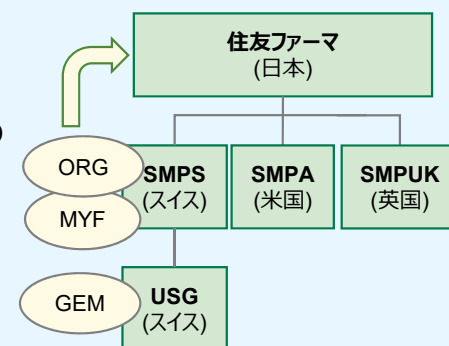 住友ファーマ
(日本)
ORG
MYF
SMPS
(スイス)
SMPA
(米国)
SMPUK
(英国)
GEM
USG
(スイス)